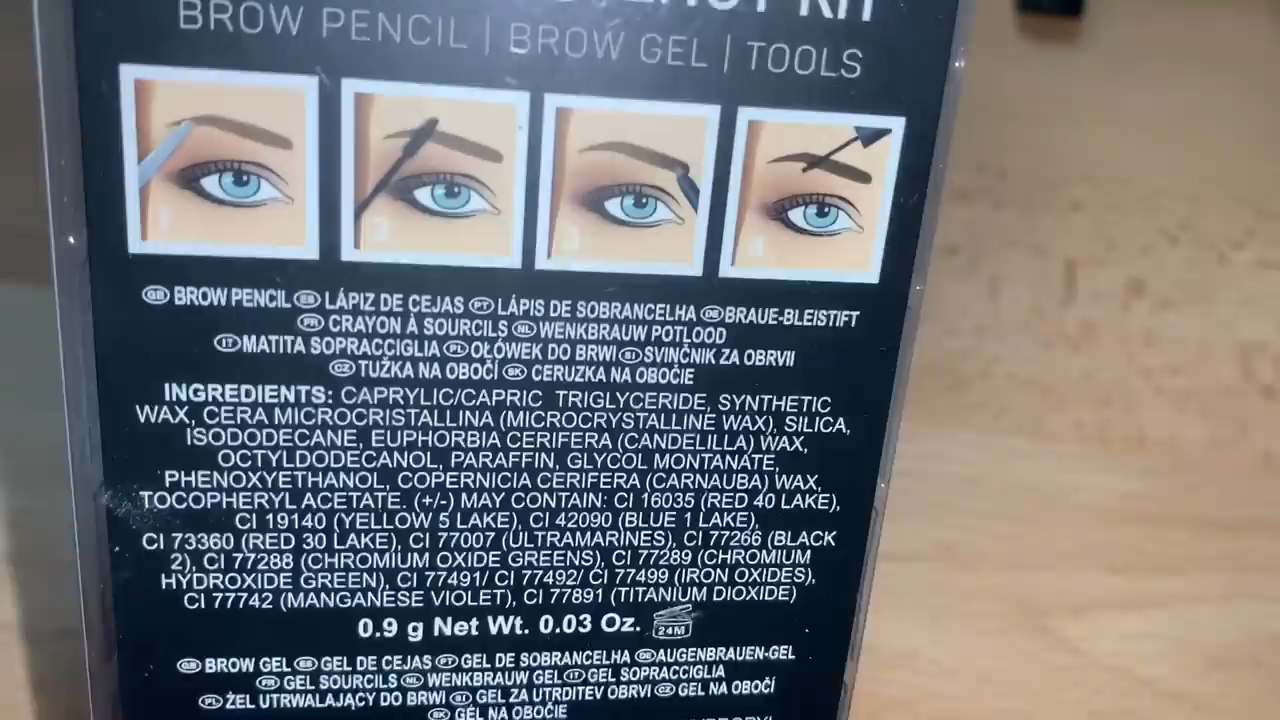 KIT
BROW PENCIL | BROW GEL | TOOLS
1 2 3 4
GB BROW PENCIL ES LÁPIZ DE CEJAS PT LÁPIS DE SOBRANCELHA DE BRAUE-BLEISTIFT
FR CRAYON À SOURCILS NL WENKBRAUW POTLOOD
IT MATITA SOPRACCIGLIA PL OŁÓWEK DO BRWI SI SVINČNIK ZA OBRVII
CZ TUŽKA NA OBOČÍ SK CERUZKA NA OBOČIE
INGREDIENTS: CAPRYLIC/CAPRIC TRIGLYCERIDE, SYNTHETIC
WAX, CERA MICROCRISTALLINA (MICROCRYSTALLINE WAX), SILICA,
ISODODECANE, EUPHORBIA CERIFERA (CANDELILLA) WAX,
OCTYLDODECANOL, PARAFFIN, GLYCOL MONTANATE,
PHENOXYETHANOL, COPERNICIA CERIFERA (CARNAUBA) WAX,
TOCOPHERYL ACETATE. (+/-) MAY CONTAIN: CI 16035 (RED 40 LAKE),
CI 19140 (YELLOW 5 LAKE), CI 42090 (BLUE 1 LAKE),
CI 73360 (RED 30 LAKE), CI 77007 (ULTRAMARINES), CI 77266 (BLACK
2), CI 77288 (CHROMIUM OXIDE GREENS), CI 77289 (CHROMIUM
HYDROXIDE GREEN), CI 77491/ CI 77492/ CI 77499 (IRON OXIDES),
CI 77742 (MANGANESE VIOLET), CI 77891 (TITANIUM DIOXIDE)
0.9 g Net Wt. 0.03 Oz. 24M
GB BROW GEL ES GEL DE CEJAS PT GEL DE SOBRANCELHA DE AUGENBRAUEN-GEL
FR GEL SOURCILS NL WENKBRAUW GEL IT GEL SOPRACCIGLIA
PL ŻEL UTRWALAJĄCY DO BRWI SI GEL ZA UTRDITEV OBRVI CZ GEL NA OBOČÍ
SK GÉL NA OBOČIE